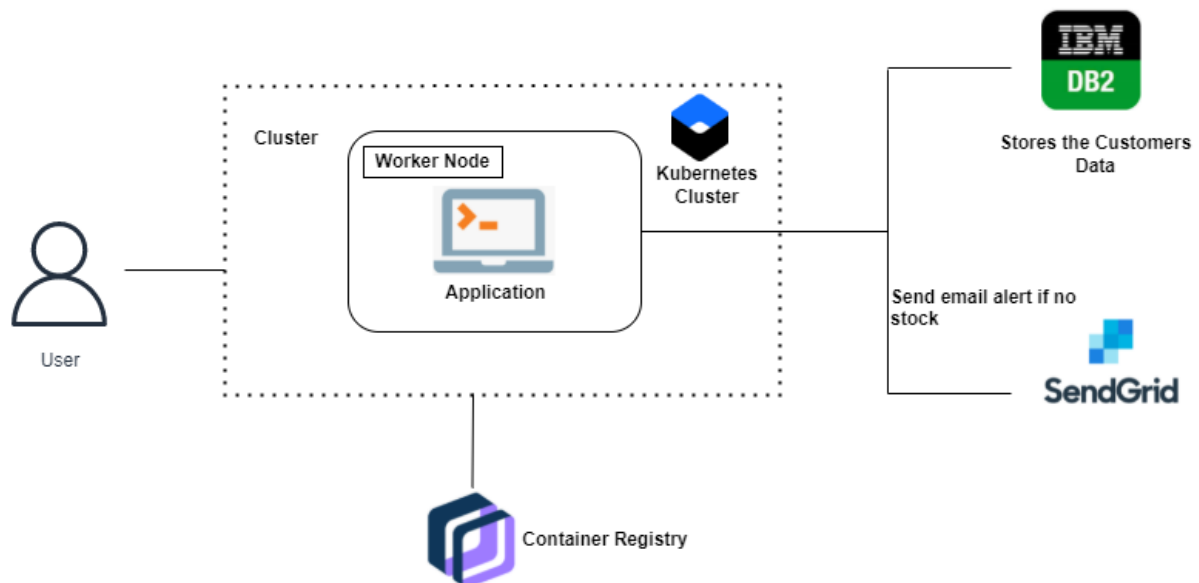 IBM
DB2
Stores the Customers
Data
Cluster
Worker Node
Kubernetes
Cluster
Application
User
Send email alert if no
stock
SendGrid
Container Registry